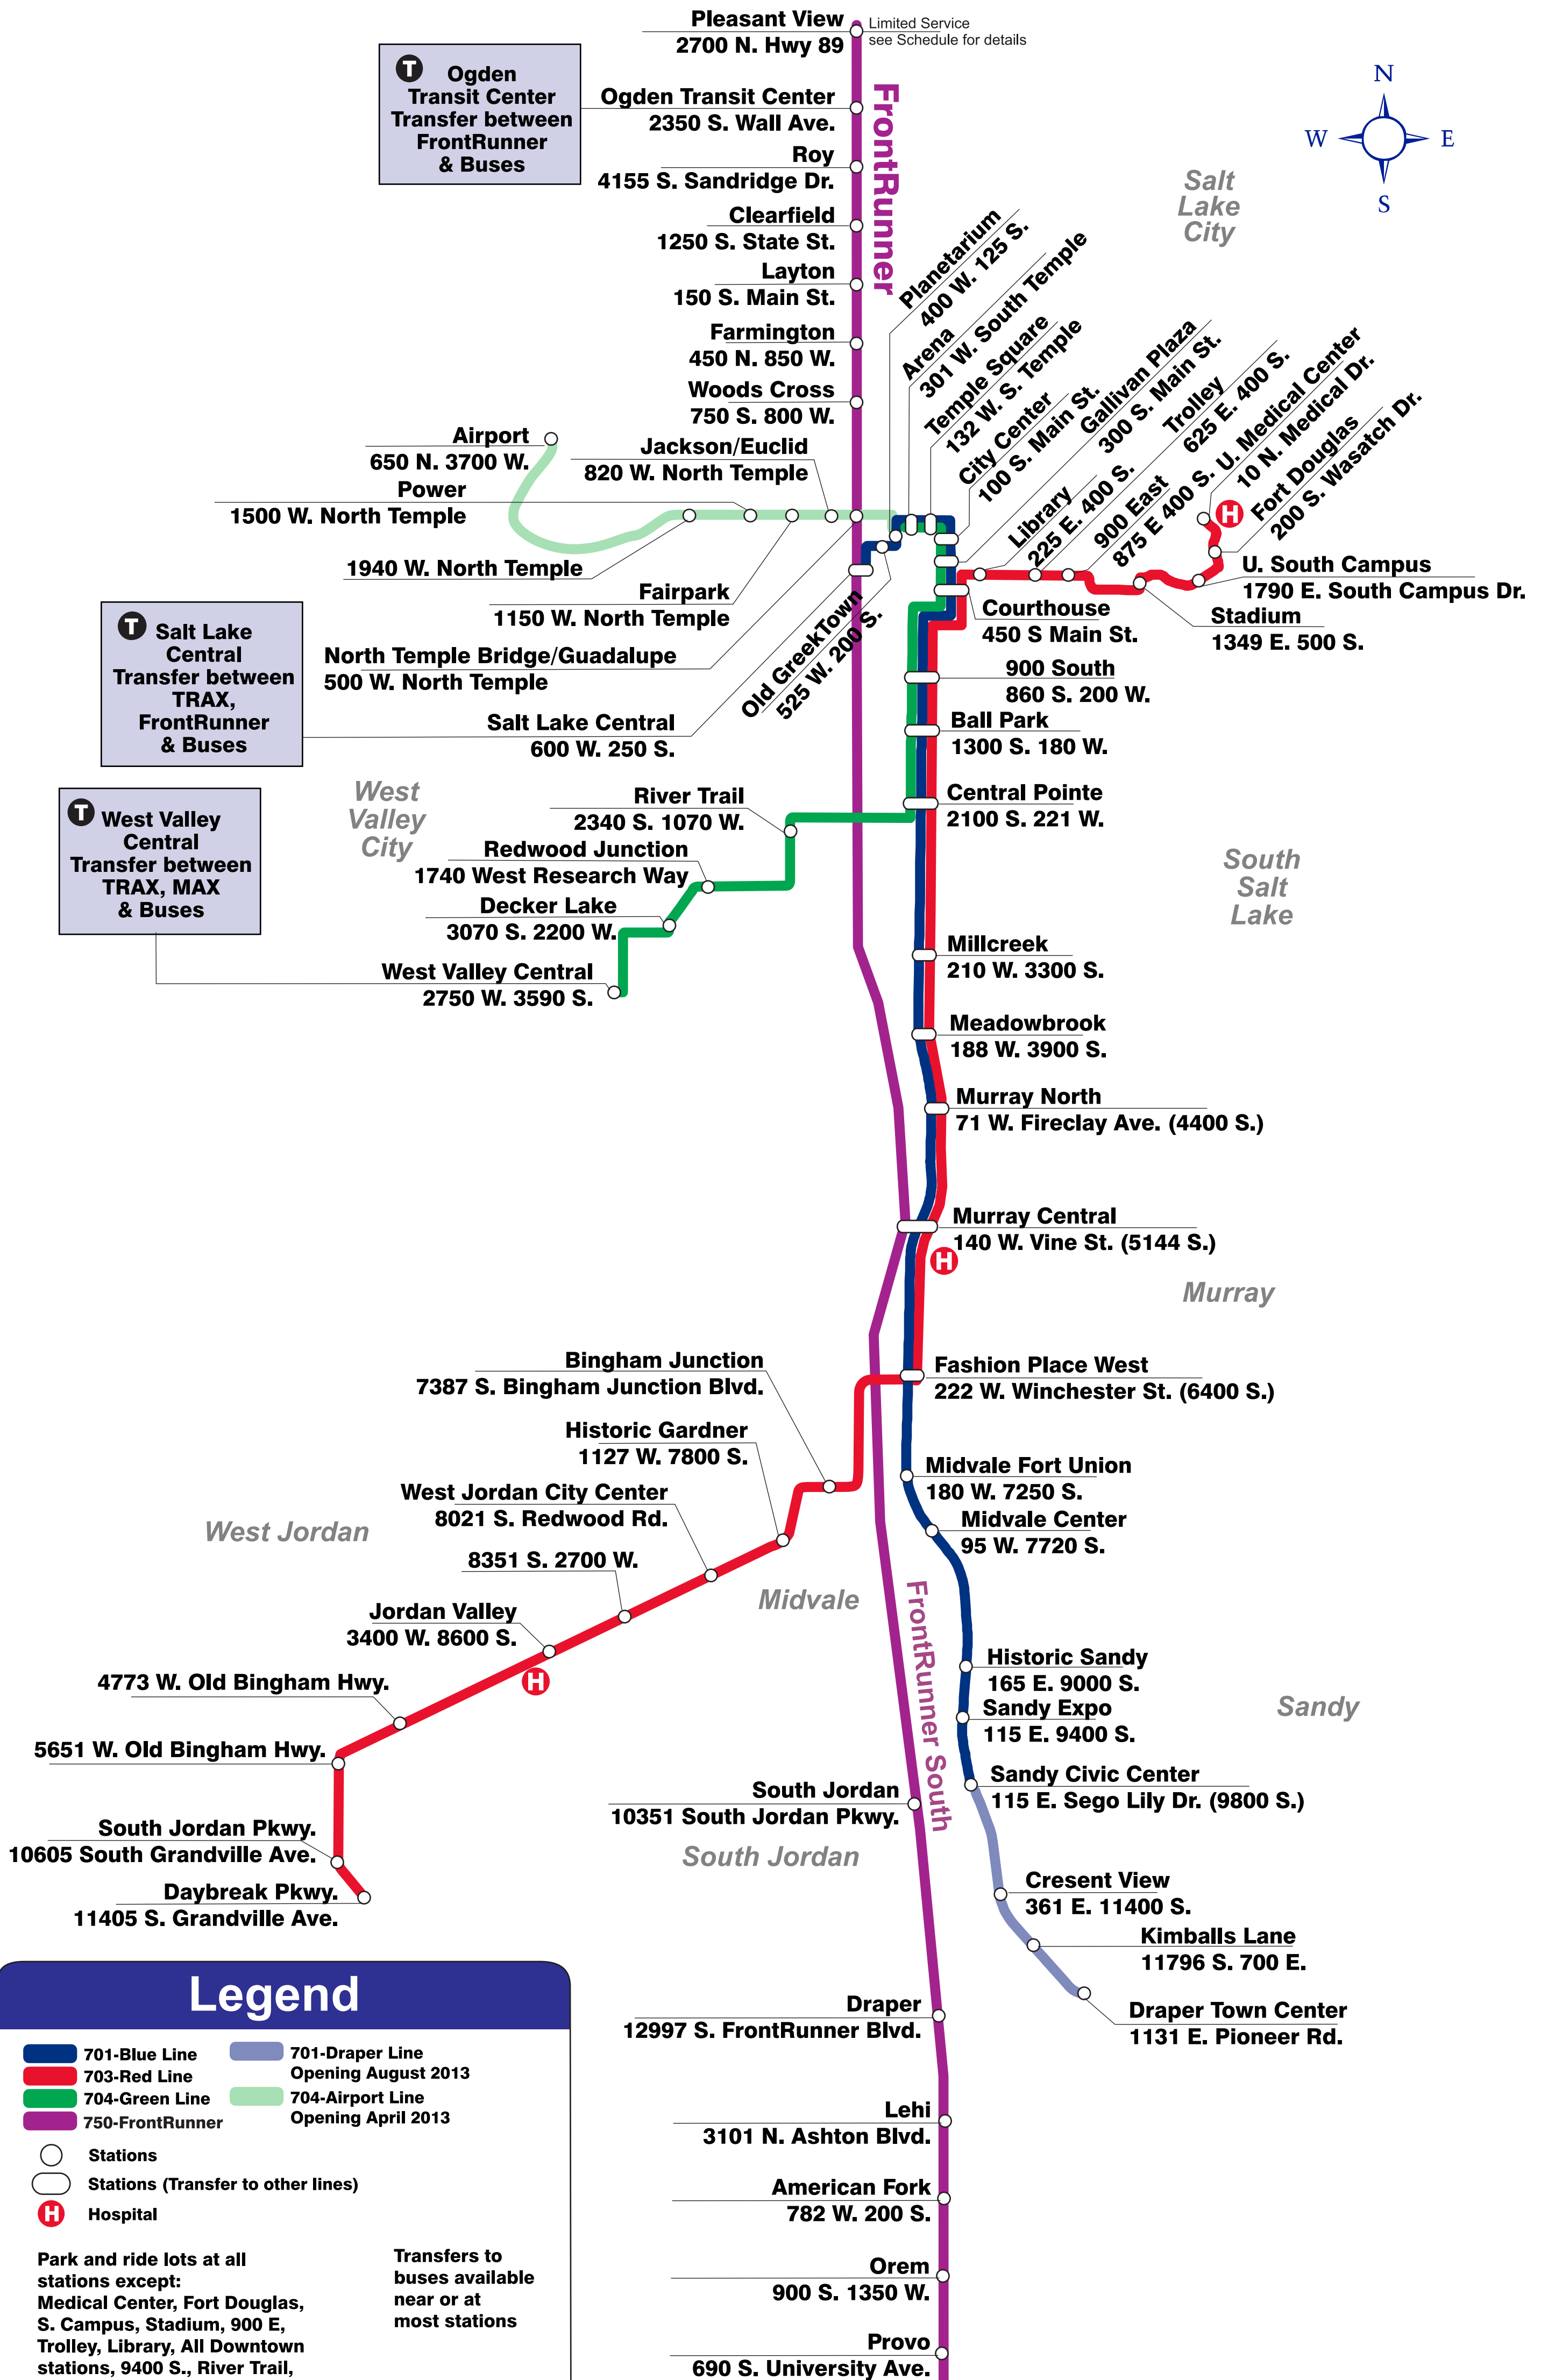 Pleasant View
2700 N. Hwy 89
Limited Service
see Schedule for details
T
Ogden
Transit Center
Transfer between
FrontRunner
& Buses
Ogden Transit Center
2350 S. Wall Ave.
Roy
4155 S. Sandridge Dr.
Clearfield
1250 S. State St.
Layton
150 S. Main St.
Farmington
450 N. 850 W.
Woods Cross
750 S. 800 W.
FrontRunner
N
W
E
S
Salt
Lake
City
Planetarium
400 W. 125 S.
Arena
301 W. South Temple
Temple Square
132 W. S. Temple
City Center
100 S. Main St.
Gallivan Plaza
300 S. Main St.
Library
225 E. 400 S.
Trolley
625 E. 400 S.
900 East
875 E 400 S.
U. Medical Center
10 N. Medical Dr.
H
Fort Douglas
200 S. Wasatch Dr.
U. South Campus
1790 E. South Campus Dr.
Stadium
1349 E. 500 S.
Airport
650 N. 3700 W.
Jackson/Euclid
820 W. North Temple
Power
1500 W. North Temple
1940 W. North Temple
Fairpark
1150 W. North Temple
North Temple Bridge/Guadalupe
500 W. North Temple
Old GreekTown
525 W. 200 S.
T
Salt Lake
Central
Transfer between
TRAX,
FrontRunner
& Buses
Salt Lake Central
600 W. 250 S.
Courthouse
450 S Main St.
900 South
860 S. 200 W.
Ball Park
1300 S. 180 W.
Central Pointe
2100 S. 221 W.
West
Valley
City
T
West Valley
Central
Transfer between
TRAX, MAX
& Buses
River Trail
2340 S. 1070 W.
Redwood Junction
1740 West Research Way
Decker Lake
3070 S. 2200 W.
West Valley Central
2750 W. 3590 S.
South
Salt
Lake
Millcreek
210 W. 3300 S.
Meadowbrook
188 W. 3900 S.
Murray North
71 W. Fireclay Ave. (4400 S.)
Murray Central
140 W. Vine St. (5144 S.)
H
Murray
Fashion Place West
222 W. Winchester St. (6400 S.)
Bingham Junction
7387 S. Bingham Junction Blvd.
Historic Gardner
1127 W. 7800 S.
West Jordan City Center
8021 S. Redwood Rd.
8351 S. 2700 W.
West Jordan
Midvale
Jordan Valley
3400 W. 8600 S.
H
4773 W. Old Bingham Hwy.
5651 W. Old Bingham Hwy.
South Jordan Pkwy.
10605 South Grandville Ave.
Daybreak Pkwy.
11405 S. Grandville Ave.
Midvale Fort Union
180 W. 7250 S.
Midvale Center
95 W. 7720 S.
FrontRunner South
Historic Sandy
165 E. 9000 S.
Sandy Expo
115 E. 9400 S.
Sandy
Sandy Civic Center
115 E. Sego Lily Dr. (9800 S.)
South Jordan
10351 South Jordan Pkwy.
South Jordan
Cresent View
361 E. 11400 S.
Kimballs Lane
11796 S. 700 E.
Draper Town Center
1131 E. Pioneer Rd.
Draper
12997 S. FrontRunner Blvd.
Lehi
3101 N. Ashton Blvd.
American Fork
782 W. 200 S.
Orem
900 S. 1350 W.
Provo
690 S. University Ave.
Legend
701-Blue Line
703-Red Line
704-Green Line
750-FrontRunner
701-Draper Line
Opening August 2013
704-Airport Line
Opening April 2013
Stations
Stations (Transfer to other lines)
H
Hospital
Park and ride lots at all
stations except:
Medical Center, Fort Douglas,
S. Campus, Stadium, 900 E,
Trolley, Library, All Downtown
stations, 9400 S., River Trail,
Transfers to
buses available
near or at
most stations